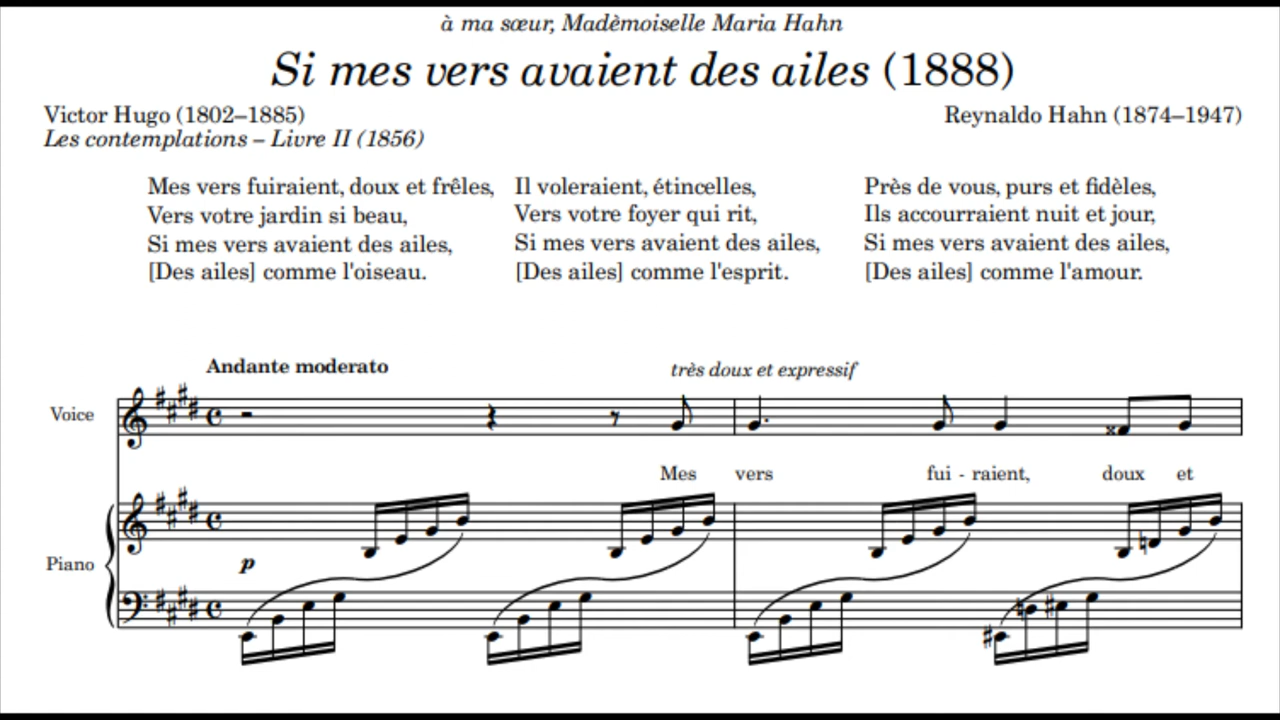 à ma sœur, Madèmoiselle Maria Hahn
Si mes vers avaient des ailes (1888)
Victor Hugo (1802–1885)
Reynaldo Hahn (1874–1947)
Les contemplations – Livre II (1856)
Mes vers fuiraient, doux et frêles,
Vers votre jardin si beau,
Si mes vers avaient des ailes,
[Des ailes] comme l'oiseau.
Il voleraient, étincelles,
Vers votre foyer qui rit,
Si mes vers avaient des ailes,
[Des ailes] comme l'esprit.
Près de vous, purs et fidèles,
Ils accourraient nuit et jour,
Si mes vers avaient des ailes,
[Des ailes] comme l'amour.
Andante moderato
très doux et expressif
Voice
Mes vers fui - raient, doux et
Piano
p